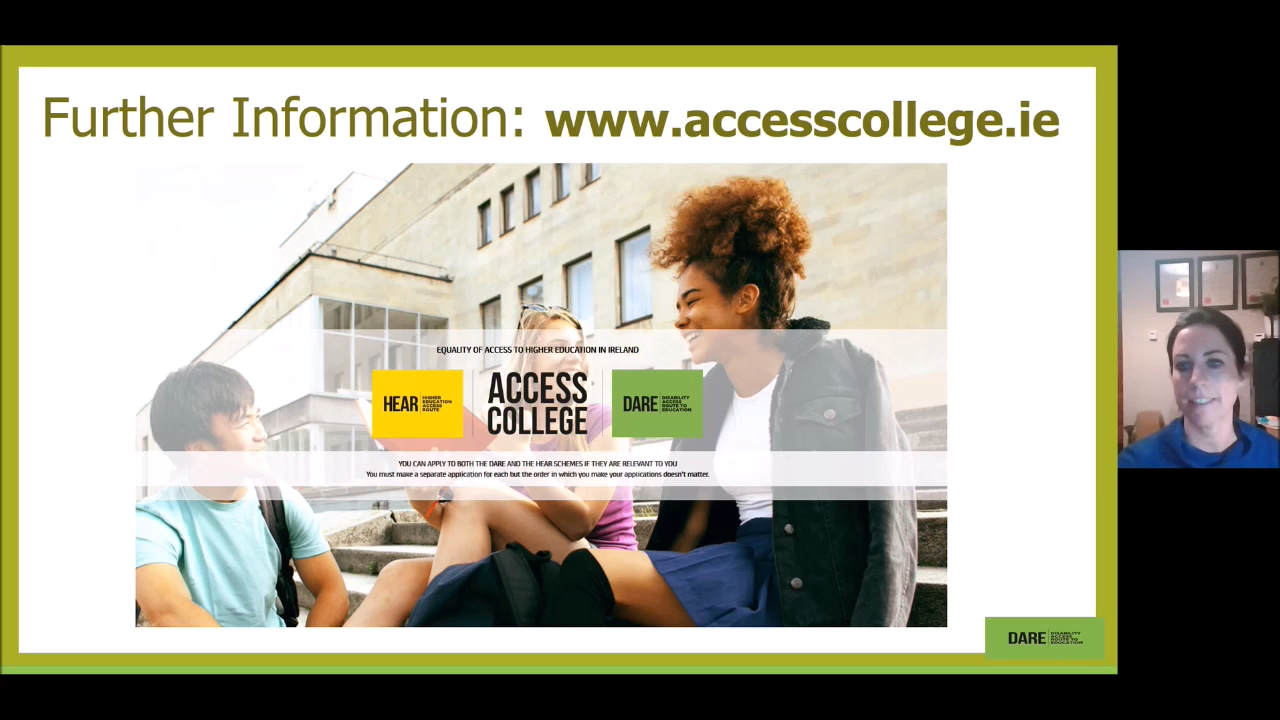 Further Information: www.accesscollege.ie
EQUALITY OF ACCESS TO HIGHER EDUCATION IN IRELAND
HEAR
HIGHER
EDUCATION
ACCESS
ROUTE
ACCESS
COLLEGE
DARE
DISABILITY
ACCESS
ROUTE TO
EDUCATION
YOU CAN APPLY TO BOTH THE DARE AND THE HEAR SCHEMES IF THEY ARE RELEVANT TO YOU
You must make a separate application for each but the order in which you make your applications doesn't matter.
DARE
DISABILITY
ACCESS
ROUTE TO
EDUCATION